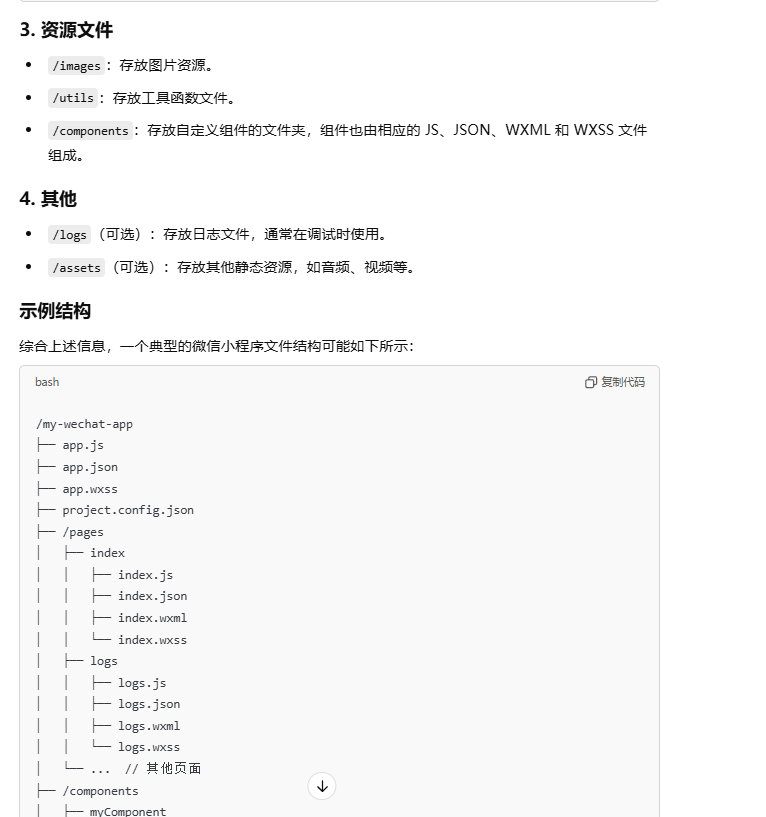 3. 资源文件
• /images：存放图片资源。
• /utils：存放工具函数文件。
• /components：存放自定义组件的文件夹，组件也由相应的 JS、JSON、WXML 和 WXSS 文件
组成。
4. 其他
• /logs（可选）：存放日志文件，通常在调试时使用。
• /assets（可选）：存放其他静态资源，如音频、视频等。
示例结构
综合上述信息，一个典型的微信小程序文件结构可能如下所示：
bash 复制代码
/my-wechat-app
├── app.js
├── app.json
├── app.wxss
├── project.config.json
├── /pages
│   ├── index
│   │   ├── index.js
│   │   ├── index.json
│   │   ├── index.wxml
│   │   └── index.wxss
│   ├── logs
│   │   ├── logs.js
│   │   ├── logs.json
│   │   ├── logs.wxml
│   │   └── logs.wxss
│   └── ...  // 其他页面
├── /components
│   ├── myComponent